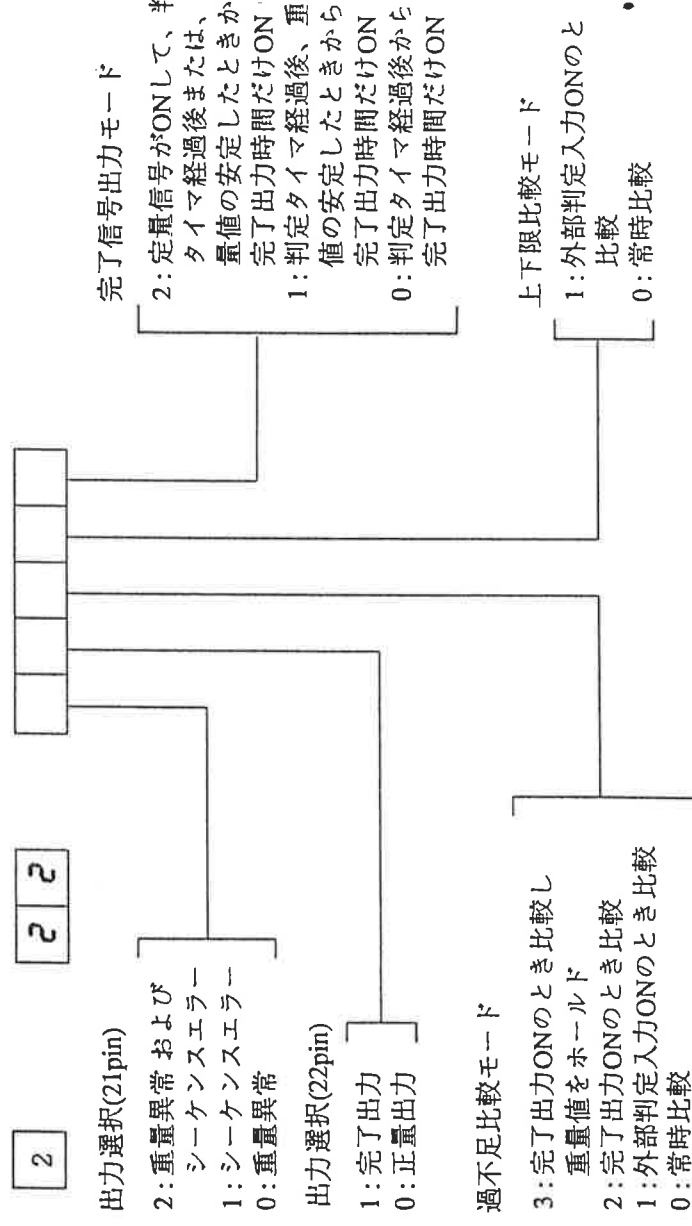 2
2 2
出力選択(21pin)
2:重量異常 および
シーケンスエラー
1:シーケンスエラー
0:重量異常
出力選択(22pin)
1:完了出力
0:正量出力
過不足比較モード
3:完了出力ONのとき比較し
重量値をホールド
2:完了出力ONのとき比較
1:外部判定入力ONのとき比較
0:常時比較
完了信号出力モード
2:定量信号がONして、判
タイマ経過後または、
量値の安定したときか
完了出力時間だけON
1:判定タイマ経過後、重
値の安定したときから
完了出力時間だけON
0:判定タイマ経過後から
完了出力時間だけON
上下限比較モード
1:外部判定入力ONのと
比較
0:常時比較